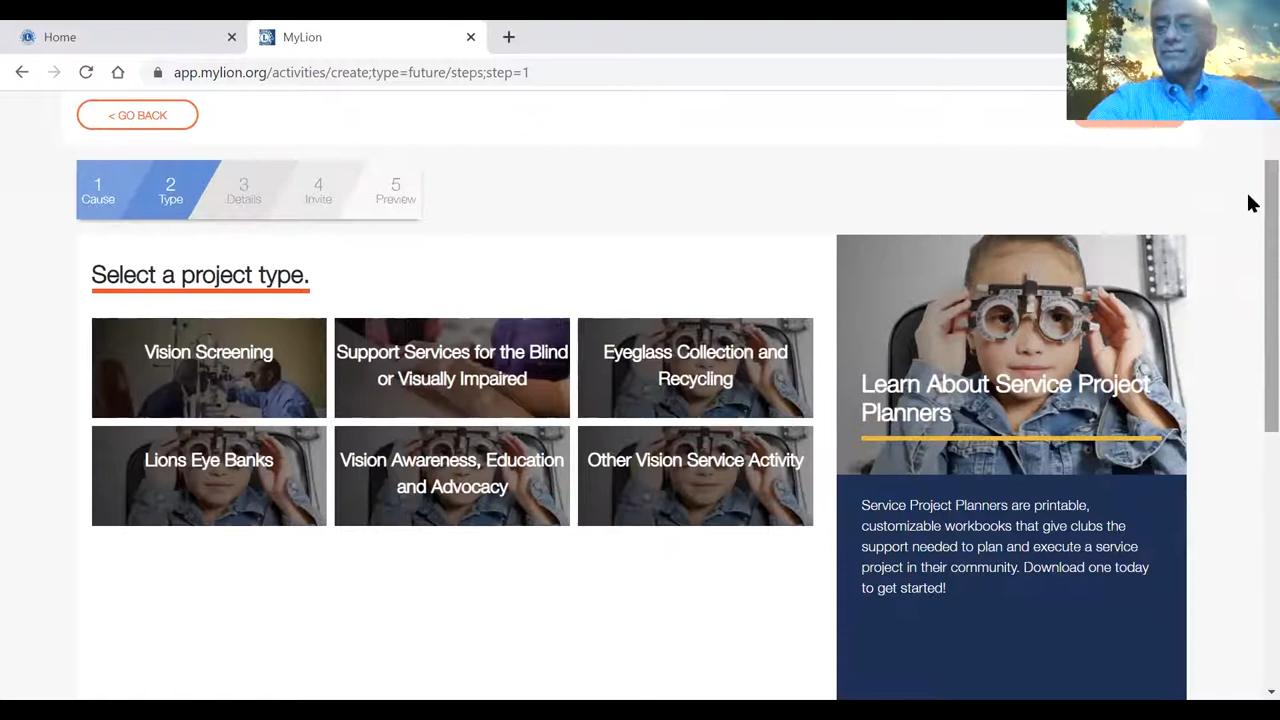 Home
MyLion
app.mylion.org/activities/create;type=future/steps;step=1
< GO BACK
1 2 3 4 5
Cause Type Details Invite Preview
Select a project type.
Vision Screening
Support Services for the Blind
or Visually Impaired
Eyeglass Collection and
Recycling
Lions Eye Banks
Vision Awareness, Education
and Advocacy
Other Vision Service Activity
Learn About Service Project
Planners
Service Project Planners are printable,
customizable workbooks that give clubs the
support needed to plan and execute a service
project in their community. Download one today
to get started!